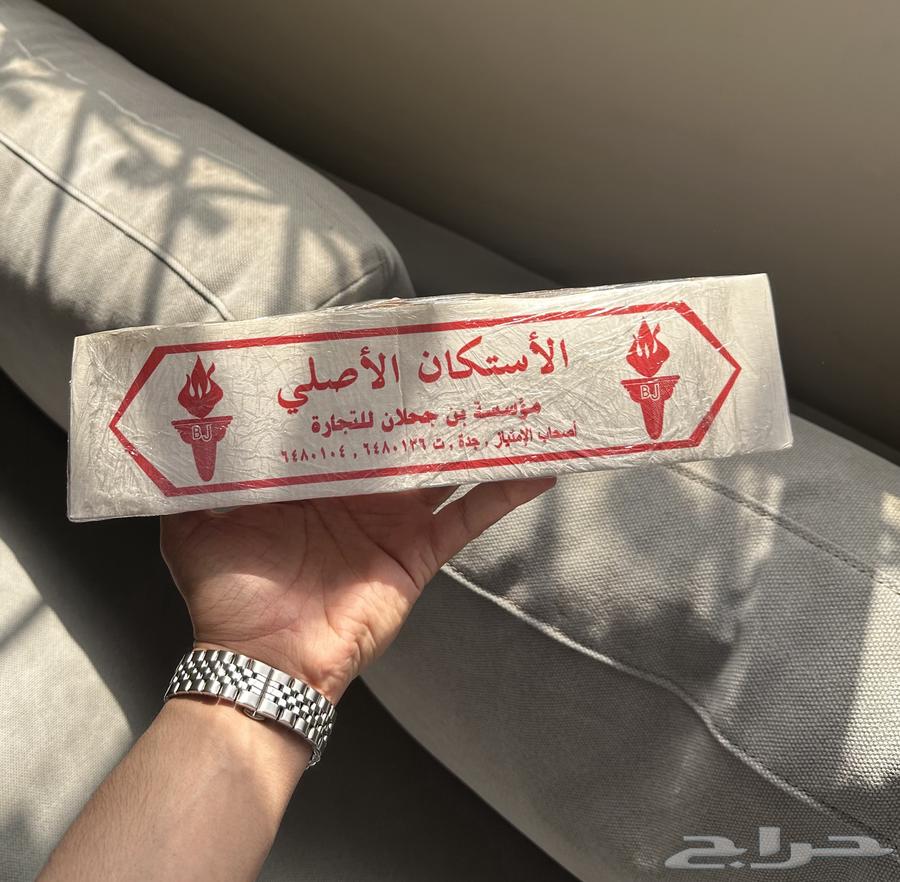 الأستكان الأصلي
مؤسسة بن جحلان للتجارة
أصحاب الإمتياز , جدة , ت ٦٤٨٠١٣٦ , ٦٤٨٠١٠٤
BJ
BJ
حراج